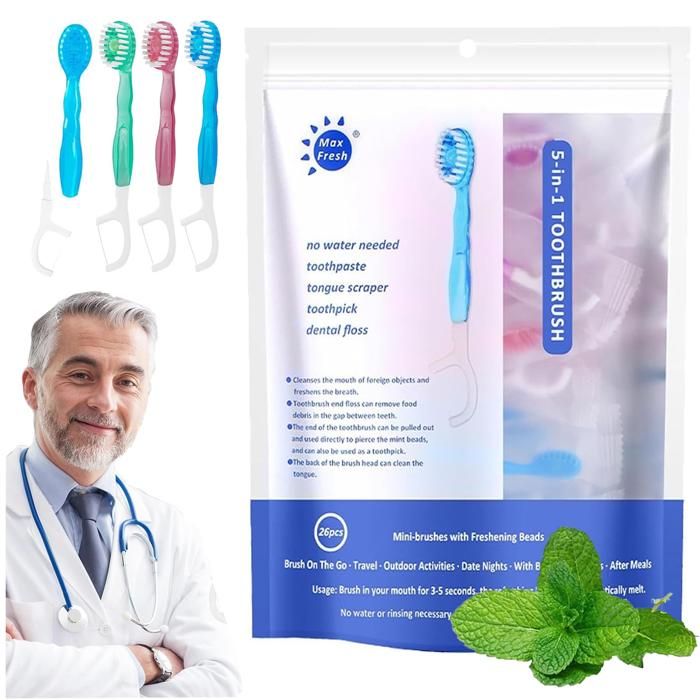 Max
Fresh
®
no water needed
toothpaste
tongue scraper
toothpick
dental floss
5-in-1 TOOTHBRUSH
Cleanses the mouth of foreign objects and
freshens the breath.
Toothbrush end floss can remove food
debris in the gap between teeth.
The end of the toothbrush can be pulled out
and used directly to pierce the mint beads,
and can also be used as a toothpick.
The back of the brush head can clean the
tongue.
26pcs
Mini-brushes with Freshening Beads
Brush On The Go · Travel · Outdoor Activities · Date Nights · With · After Meals
Usage: Brush in your mouth for 3-5 seconds, melt.
No water or rinsing necessary